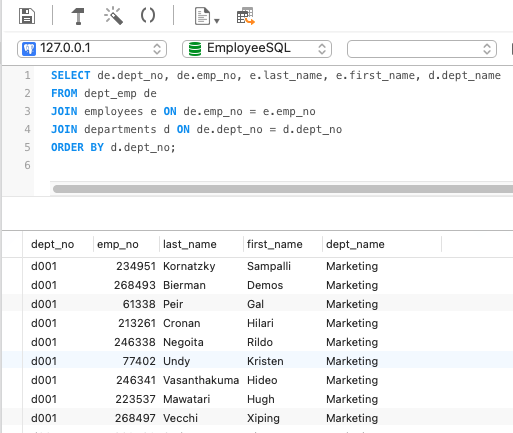 127.0.0.1 EmployeeSQL
1 SELECT de.dept_no, de.emp_no, e.last_name, e.first_name, d.dept_name
2 FROM dept_emp de
3 JOIN employees e ON de.emp_no = e.emp_no
4 JOIN departments d ON de.dept_no = d.dept_no
5 ORDER BY d.dept_no;
6
dept_no emp_no last_name first_name dept_name
d001 234951 Kornatzky Sampalli Marketing
d001 268493 Bierman Demos Marketing
d001 61338 Peir Gal Marketing
d001 213261 Cronan Hilari Marketing
d001 246338 Negoita Rildo Marketing
d001 77402 Undy Kristen Marketing
d001 246341 Vasanthakuma Hideo Marketing
d001 223537 Mawatari Hugh Marketing
d001 268497 Vecchi Xiping Marketing